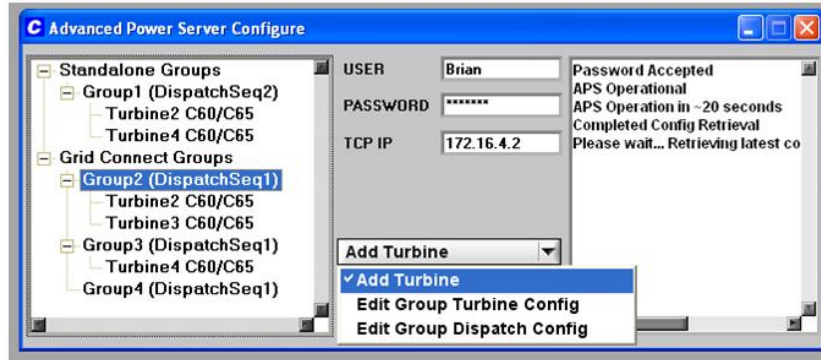 Advanced Power Server Configure
Standalone Groups
Group1 (DispatchSeq2)
Turbine2 C60/C65
Turbine4 C60/C65
Grid Connect Groups
Group2 (DispatchSeq1)
Turbine2 C60/C65
Turbine3 C60/C65
Group3 (DispatchSeq1)
Turbine4 C60/C65
Group4 (DispatchSeq1)
USER Brian
PASSWORD *******
TCP IP 172.16.4.2
Add Turbine
Add Turbine
Edit Group Turbine Config
Edit Group Dispatch Config
Password Accepted
APS Operational
APS Operation in ~20 seconds
Completed Config Retrieval
Please wait... Retrieving latest co